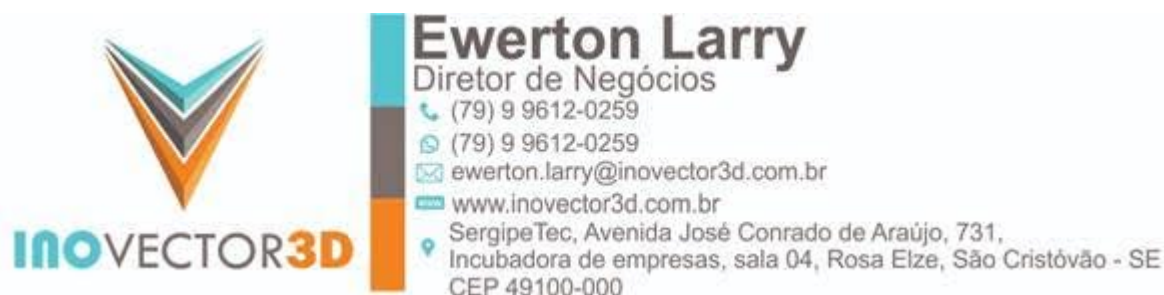 INOVECTOR3D
Ewerton Larry
Diretor de Negócios
(79) 9 9612-0259
(79) 9 9612-0259
ewerton.larry@inovector3d.com.br
www www.inovector3d.com.br
SergipeTec, Avenida José Conrado de Araújo, 731,
Incubadora de empresas, sala 04, Rosa Elze, São Cristóvão - SE
CEP 49100-000